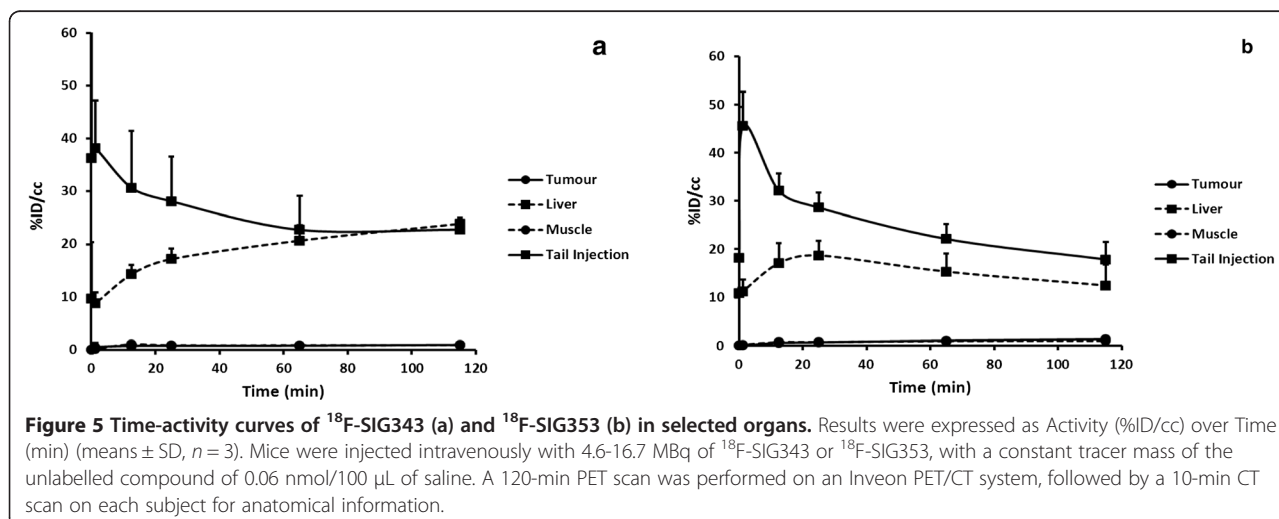 60
50
40
30
20
10
0
%ID/cc
0 20 40 60 80 100 120
Time (min)
a
Tumour
Liver
Muscle
Tail Injection
60
50
40
30
20
10
0
%ID/cc
0 20 40 60 80 100 120
Time (min)
b
Tumour
Liver
Muscle
Tail Injection
Figure 5 Time-activity curves of ¹⁸F-SIG343 (a) and ¹⁸F-SIG353 (b) in selected organs. Results were expressed as Activity (%ID/cc) over Time
(min) (means ± SD, n = 3). Mice were injected intravenously with 4.6-16.7 MBq of ¹⁸F-SIG343 or ¹⁸F-SIG353, with a constant tracer mass of the
unlabelled compound of 0.06 nmol/100 μL of saline. A 120-min PET scan was performed on an Inveon PET/CT system, followed by a 10-min CT
scan on each subject for anatomical information.